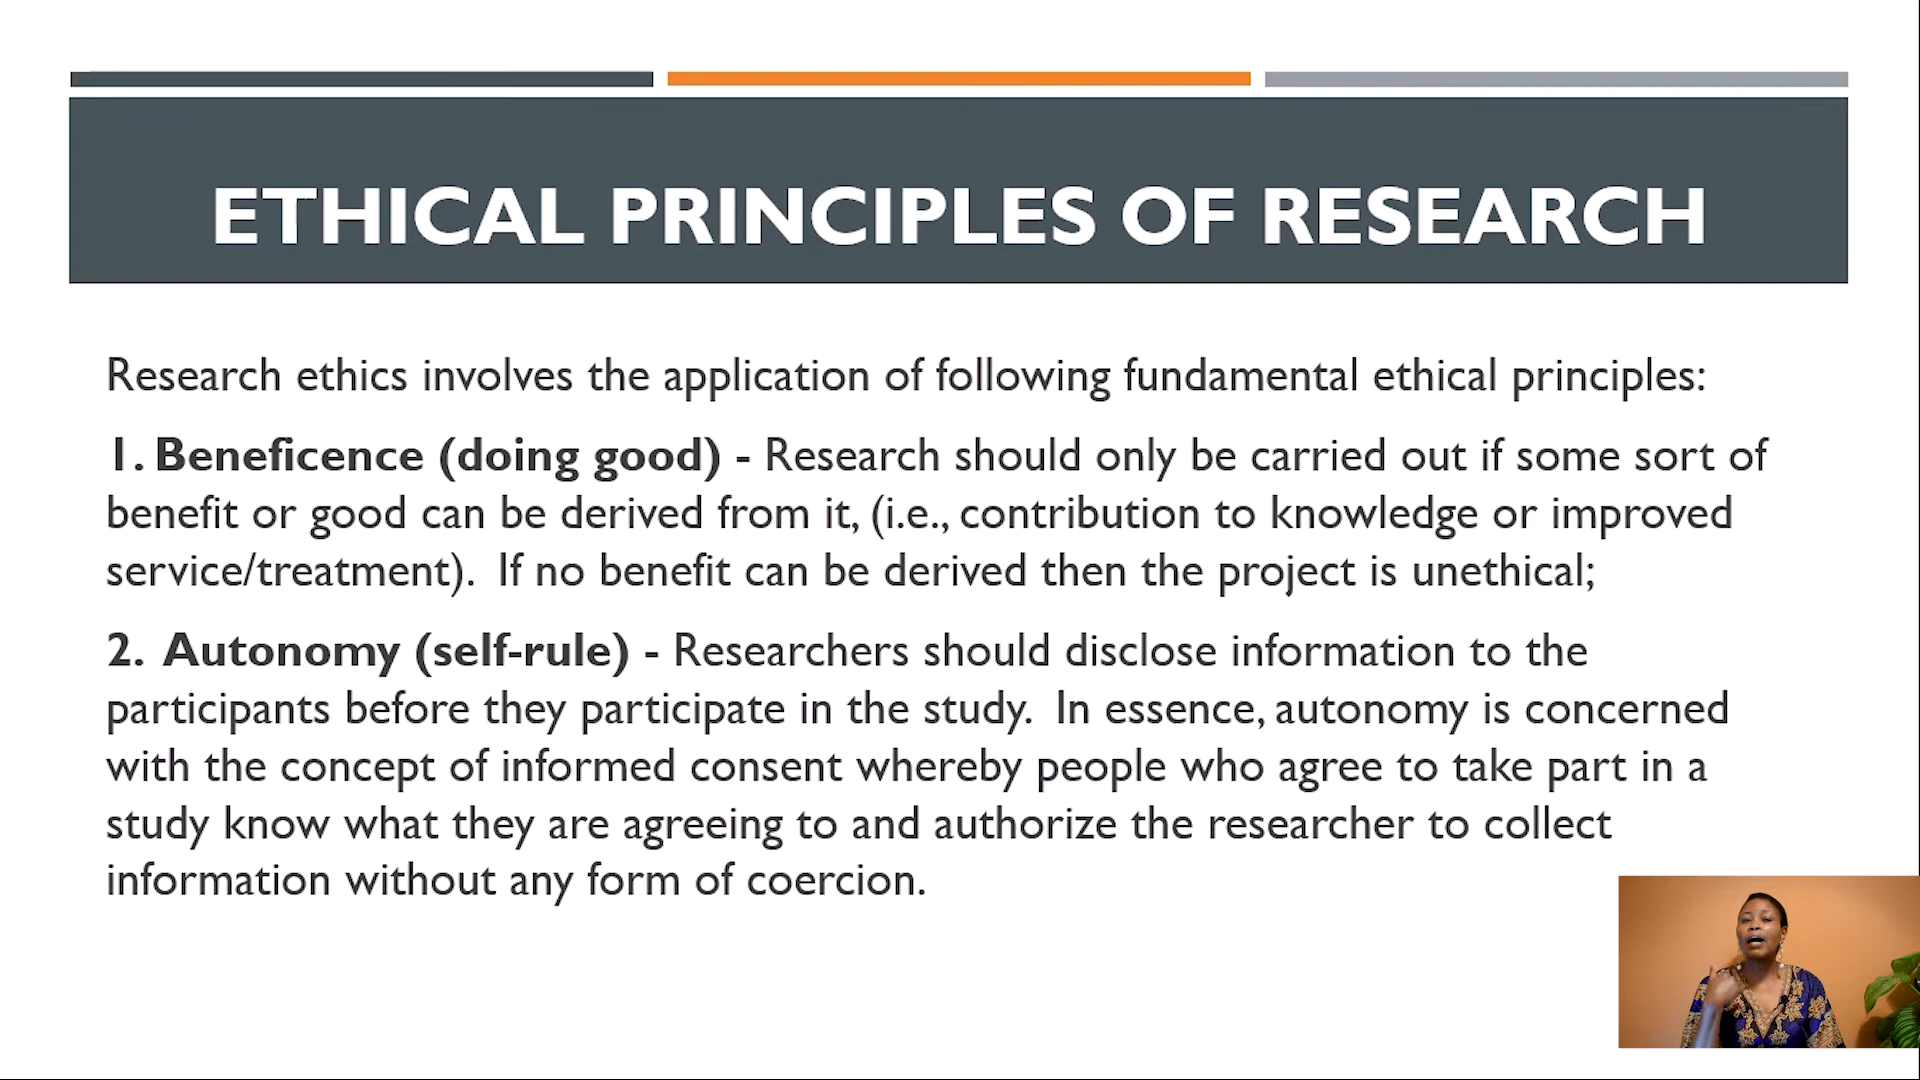 ETHICAL PRINCIPLES OF RESEARCH
Research ethics involves the application of following fundamental ethical principles:
1. Beneficence (doing good) - Research should only be carried out if some sort of
benefit or good can be derived from it, (i.e., contribution to knowledge or improved
service/treatment).  If no benefit can be derived then the project is unethical;
2.  Autonomy (self-rule) - Researchers should disclose information to the
participants before they participate in the study.  In essence, autonomy is concerned
with the concept of informed consent whereby people who agree to take part in a
study know what they are agreeing to and authorize the researcher to collect
information without any form of coercion.